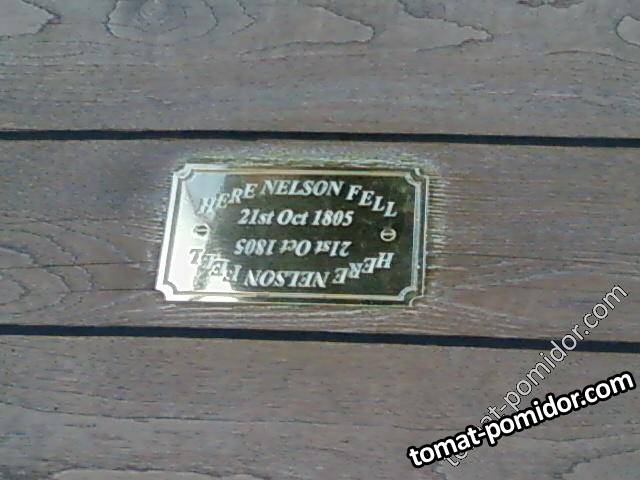 HERE NELSON FELL
21st Oct 1805
21st Oct 1805
HERE NELSON FELL
tomat-pomidor.com
tomat-pomidor.com